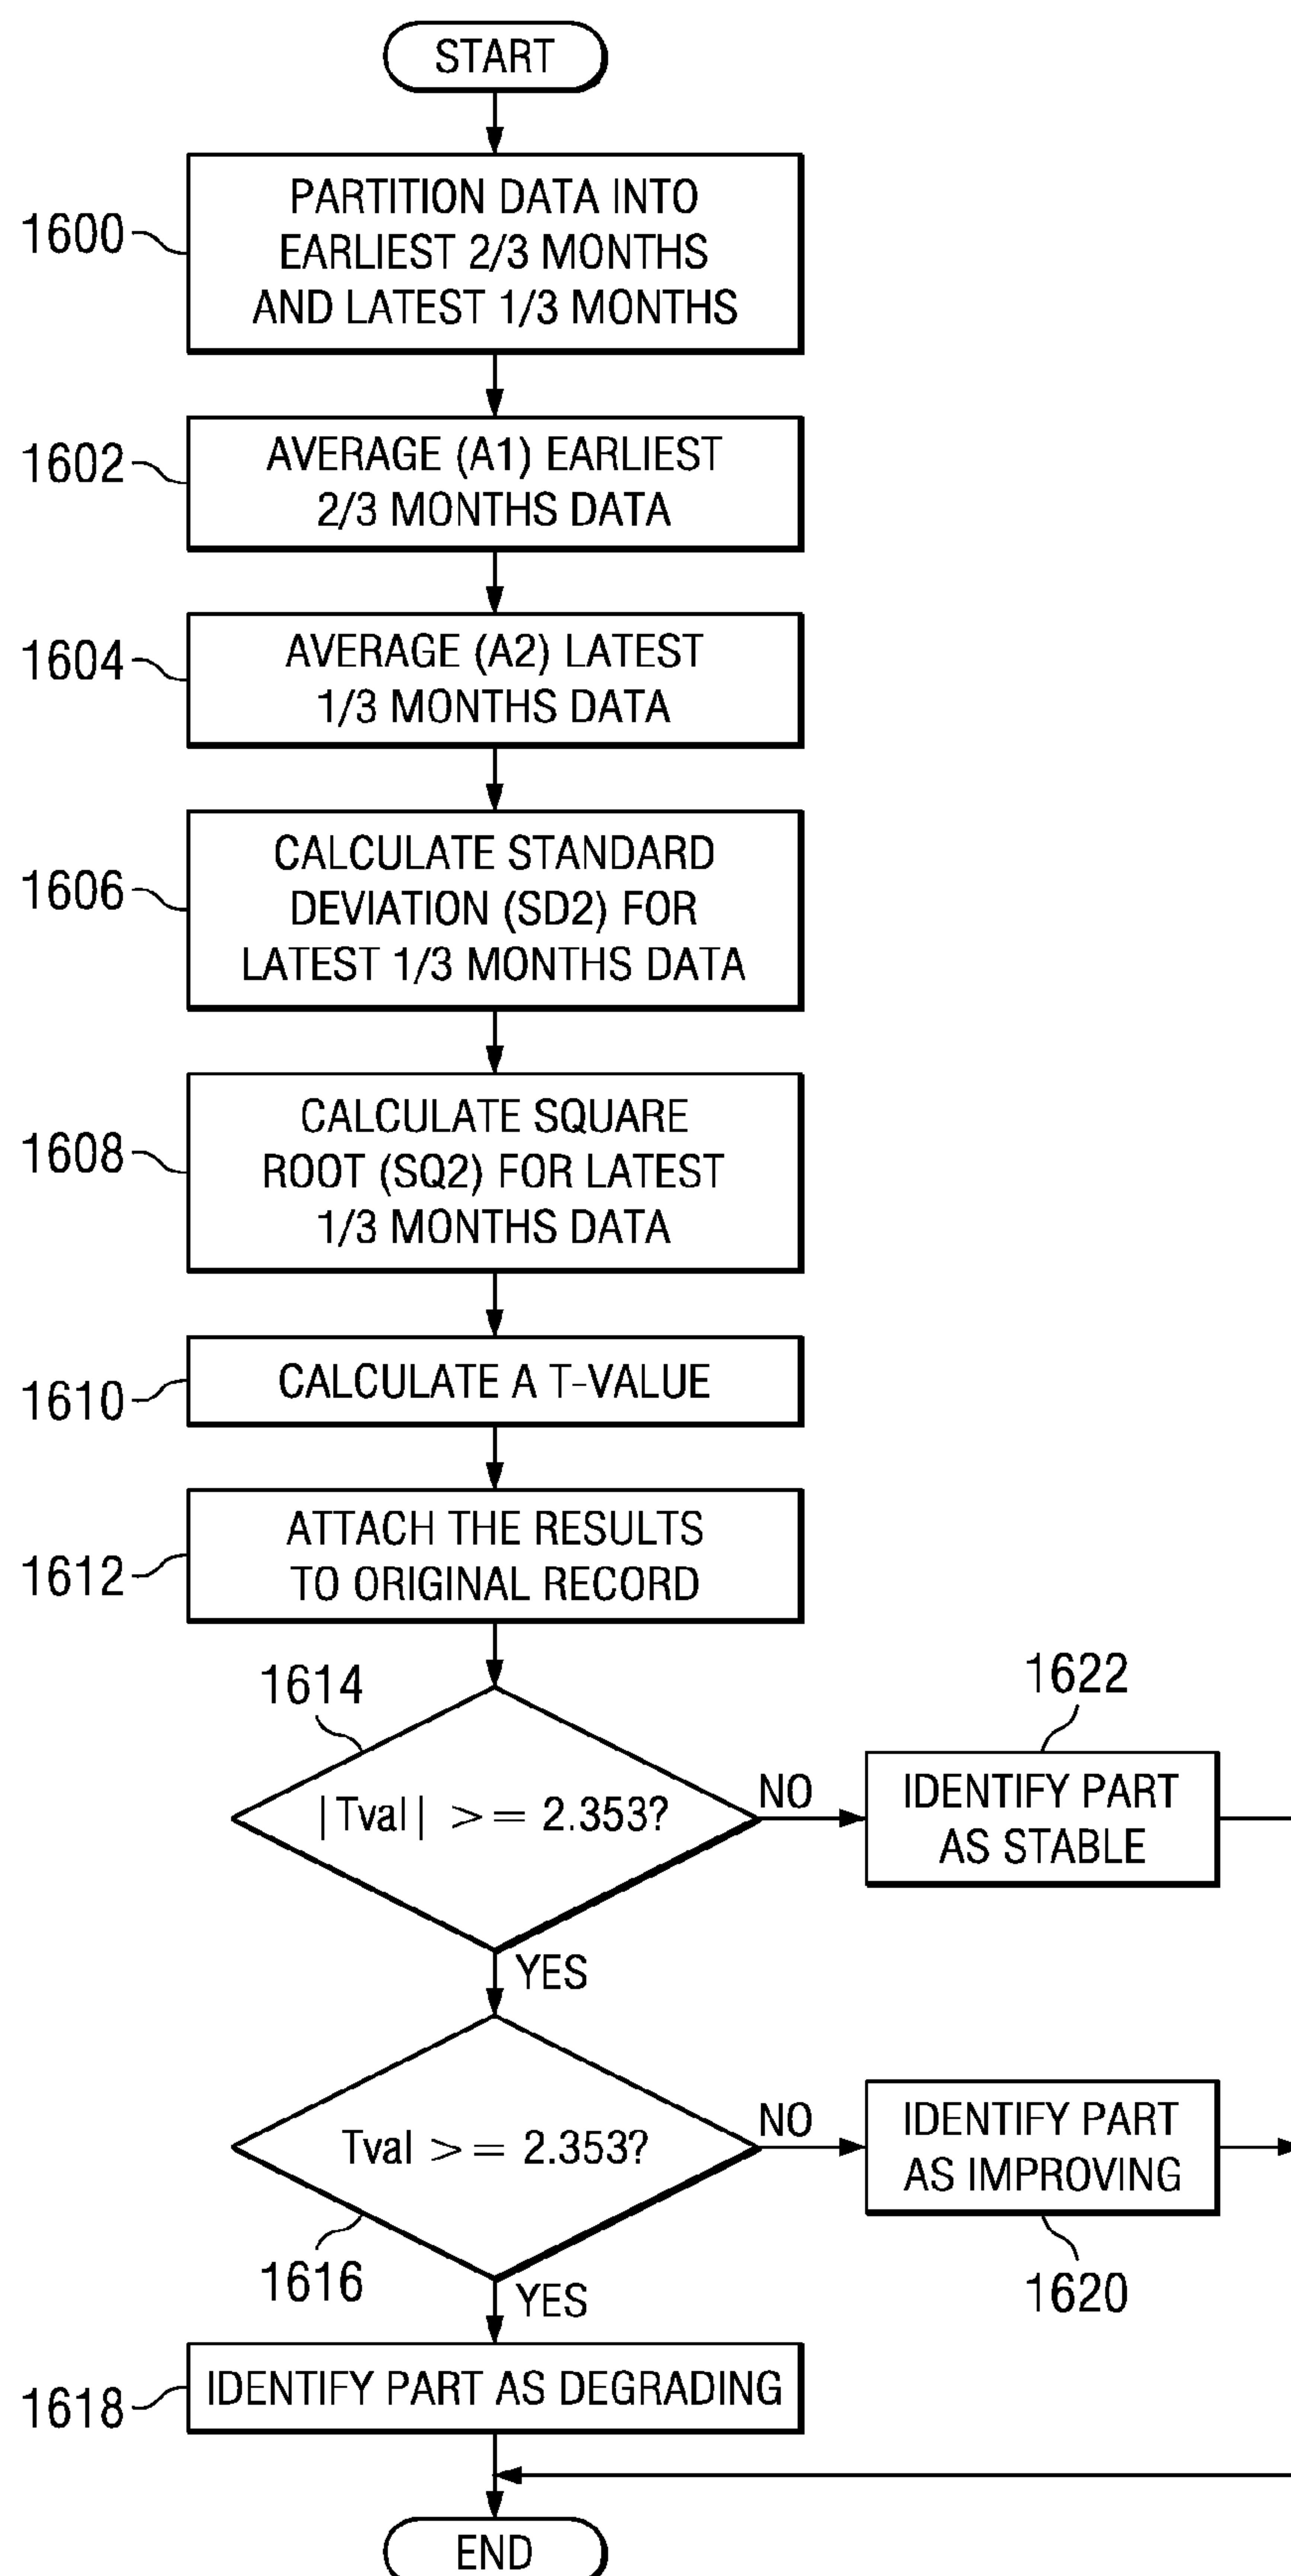 START
1600
PARTITION DATA INTO
EARLIEST 2/3 MONTHS
AND LATEST 1/3 MONTHS
1602
AVERAGE (A1) EARLIEST
2/3 MONTHS DATA
1604
AVERAGE (A2) LATEST
1/3 MONTHS DATA
1606
CALCULATE STANDARD
DEVIATION (SD2) FOR
LATEST 1/3 MONTHS DATA
1608
CALCULATE SQUARE
ROOT (SQ2) FOR LATEST
1/3 MONTHS DATA
1610
CALCULATE A T-VALUE
1612
ATTACH THE RESULTS
TO ORIGINAL RECORD
1614
|Tval| >= 2.353?
NO
1622
IDENTIFY PART
AS STABLE
YES
Tval >= 2.353?
1616
NO
IDENTIFY PART
AS IMPROVING
1620
YES
1618
IDENTIFY PART AS DEGRADING
END